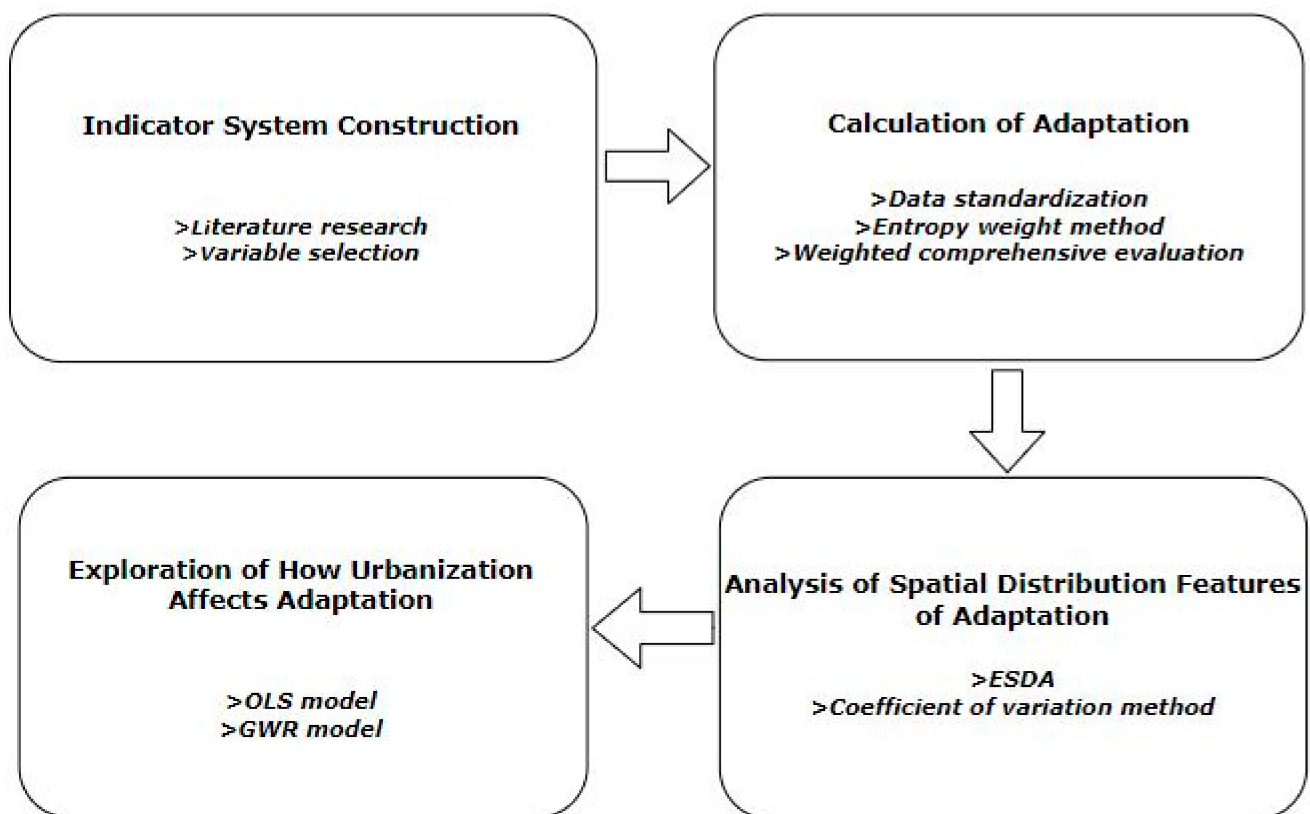 Indicator System Construction
>Literature research
>Variable selection
Calculation of Adaptation
>Data standardization
>Entropy weight method
>Weighted comprehensive evaluation
Analysis of Spatial Distribution Features
of Adaptation
>ESDA
>Coefficient of variation method
Exploration of How Urbanization
Affects Adaptation
>OLS model
>GWR model